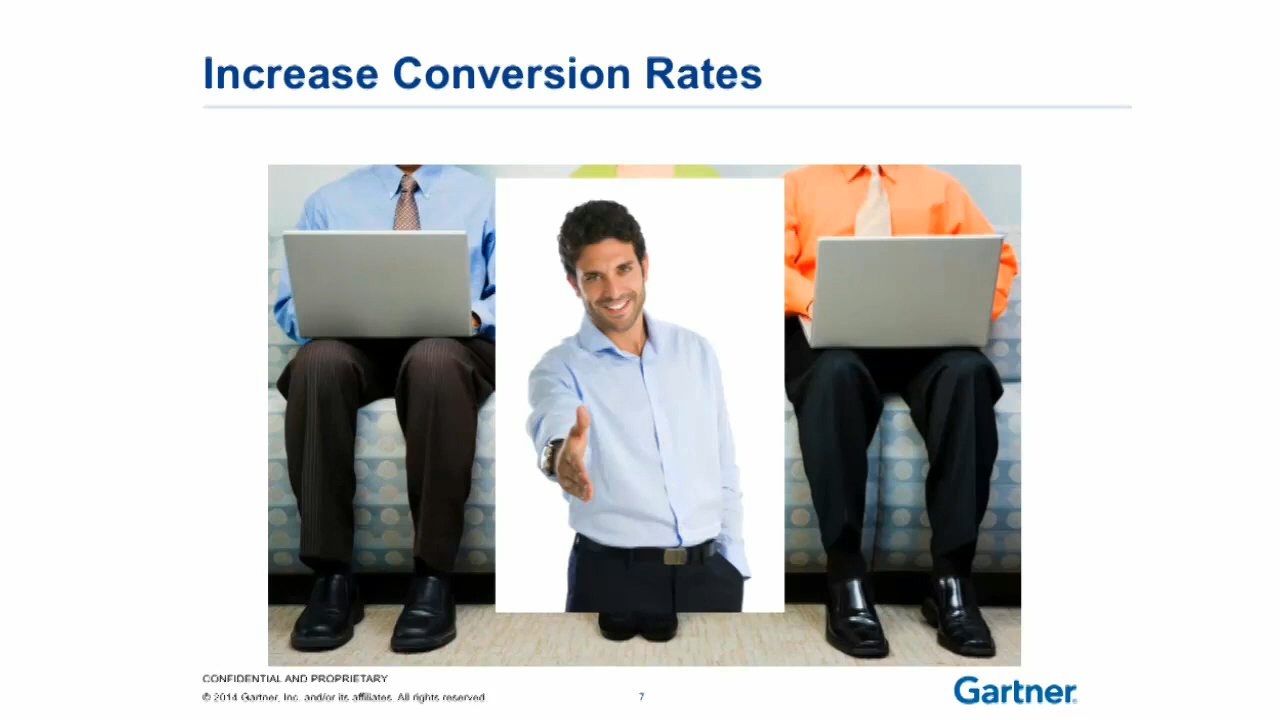 Increase Conversion Rates
CONFIDENTIAL AND PROPRIETARY
© 2014 Gartner, Inc. and/or its affiliates. All rights reserved.
7
Gartner